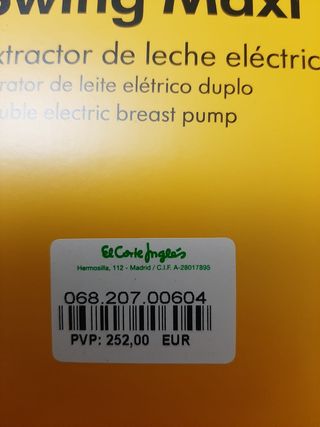 Swing Maxi
xtractor de leche eléctric
rator de leite elétrico duplo
uble electric breast pump
El Corte Inglés
Hermosilla, 112 - Madrid / C.I.F. A-28017895
068.207.00604
PVP: 252,00 EUR